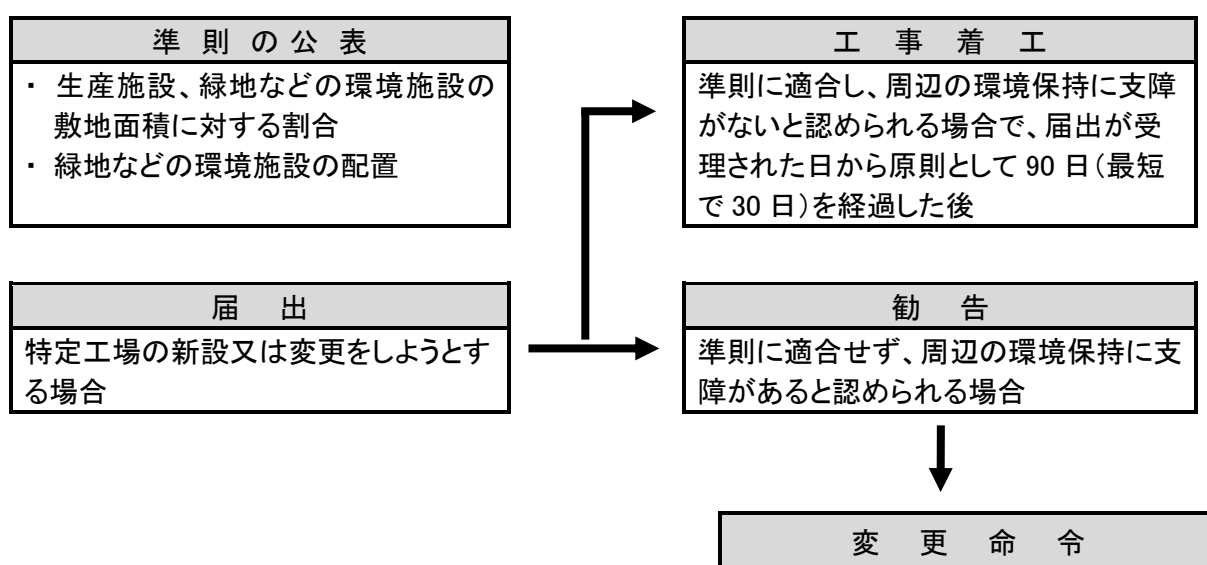 準則の公表
・ 生産施設、緑地などの環境施設の
敷地面積に対する割合
・ 緑地などの環境施設の配置
工事着工
準則に適合し、周辺の環境保持に支障
がないと認められる場合で、届出が受
理された日から原則として 90 日（最短
で 30 日）を経過した後
届出
特定工場の新設又は変更をしようとす
る場合
勧告
準則に適合せず、周辺の環境保持に支
障があると認められる場合
変更命令